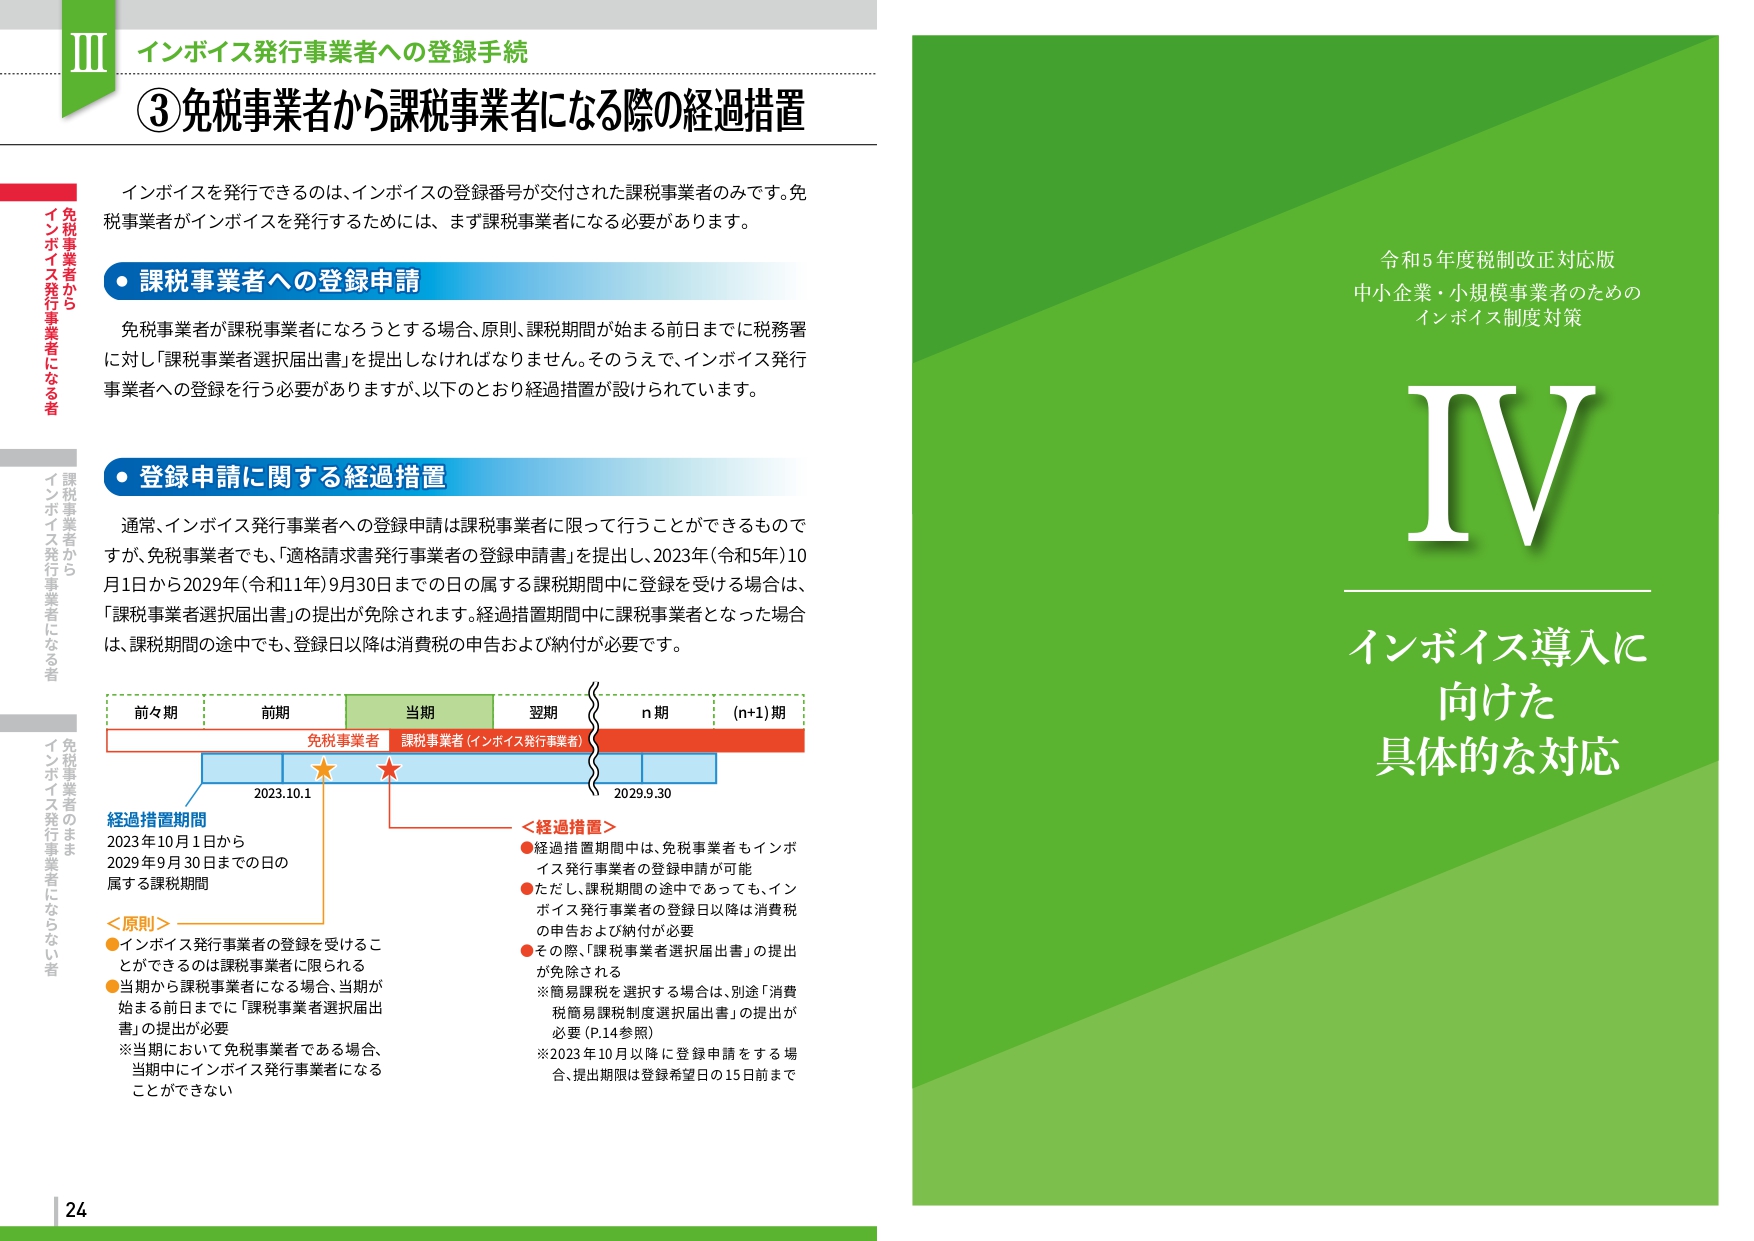 Ⅲ
インボイス発行事業者への登録手続
③免税事業者から課税事業者になる際の経過措置
免税事業者から
インボイス発行事業者になる者
課税事業者から
インボイス発行事業者になる者
免税事業者のまま
インボイス発行事業者にならない者
インボイスを発行できるのは、インボイスの登録番号が交付された課税事業者のみです。免
税事業者がインボイスを発行するためには、まず課税事業者になる必要があります。
● 課税事業者への登録申請
免税事業者が課税事業者になろうとする場合、原則、課税期間が始まる前日までに税務署
に対し「課税事業者選択届出書」を提出しなければなりません。そのうえで、インボイス発行
事業者への登録を行う必要がありますが、以下のとおり経過措置が設けられています。
● 登録申請に関する経過措置
通常、インボイス発行事業者への登録申請は課税事業者に限って行うことができるもので
すが、免税事業者でも、「適格請求書発行事業者の登録申請書」を提出し、2023年(令和5年)10
月1日から2029年(令和11年)9月30日までの日の属する課税期間中に登録を受ける場合は、
「課税事業者選択届出書」の提出が免除されます。経過措置期間中に課税事業者となった場合
は、課税期間の途中でも、登録日以降は消費税の申告および納付が必要です。
前々期 前期 当期 翌期 n期 (n+1)期
免税事業者 課税事業者(インボイス発行事業者)
2023.10.1 2029.9.30
経過措置期間
2023年10月1日から
2029年9月30日までの日の
属する課税期間
＜原則＞
●インボイス発行事業者の登録を受けるこ
とができるのは課税事業者に限られる
●当期から課税事業者になる場合、当期が
始まる前日までに「課税事業者選択届出
書」の提出が必要
※当期において免税事業者である場合、
当期中にインボイス発行事業者になる
ことができない
＜経過措置＞
●経過措置期間中は、免税事業者もインボ
イス発行事業者の登録申請が可能
●ただし、課税期間の途中であっても、イン
ボイス発行事業者の登録日以降は消費税
の申告および納付が必要
●その際、「課税事業者選択届出書」の提出
が免除される
※簡易課税を選択する場合は、別途「消費
税簡易課税制度選択届出書」の提出が
必要(P.14参照)
※2023年10月以降に登録申請をする場
合、提出期限は登録希望日の15日前まで
24
令和5年度税制改正対応版
中小企業・小規模事業者のための
インボイス制度対策
Ⅳ
インボイス導入に
向けた
具体的な対応